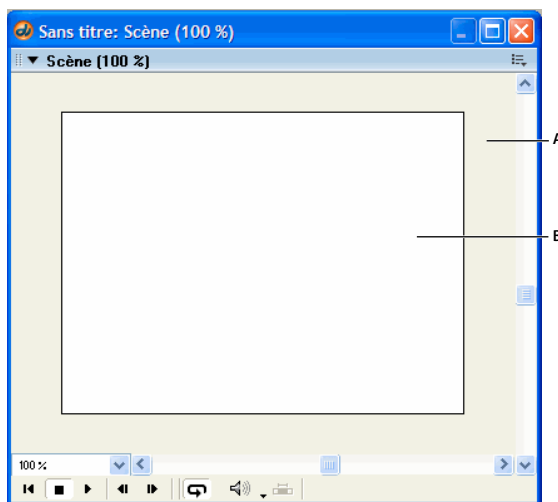 Sans titre: Scène (100 %)
Scène (100 %)
A
B
100 %